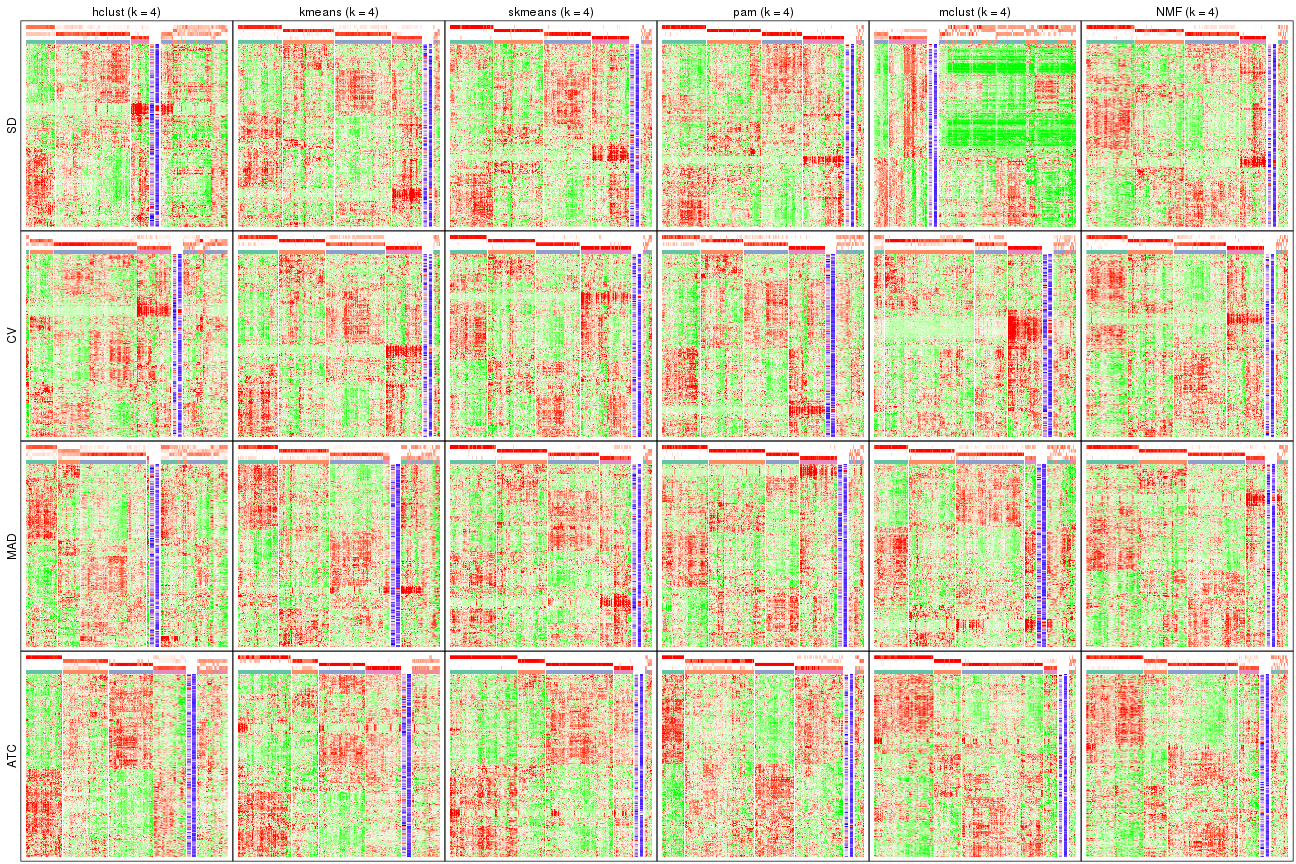 hclust (k = 4)
kmeans (k = 4)
skmeans (k = 4)
pam (k = 4)
mclust (k = 4)
NMF (k = 4)
SD
CV
MAD
ATC